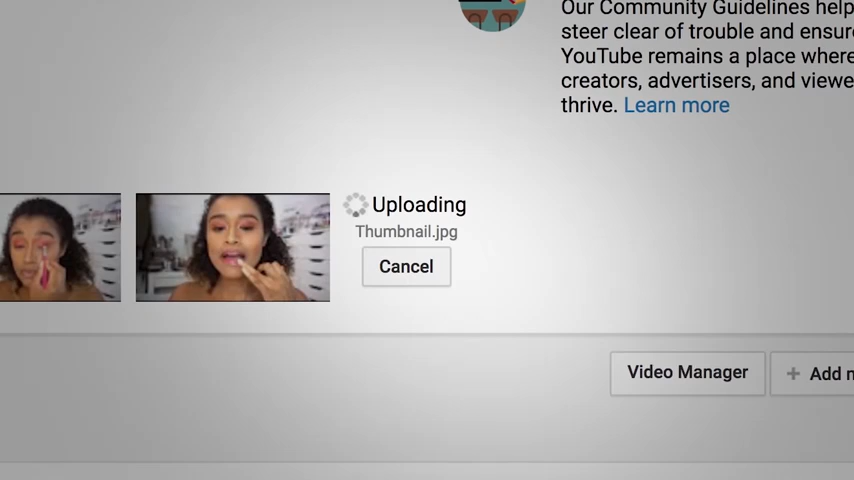 Our Community Guidelines help
steer clear of trouble and ensure
YouTube remains a place where
creators, advertisers, and viewe
thrive. Learn more
Uploading
Thumbnail.jpg
Cancel
Video Manager
+ Add n